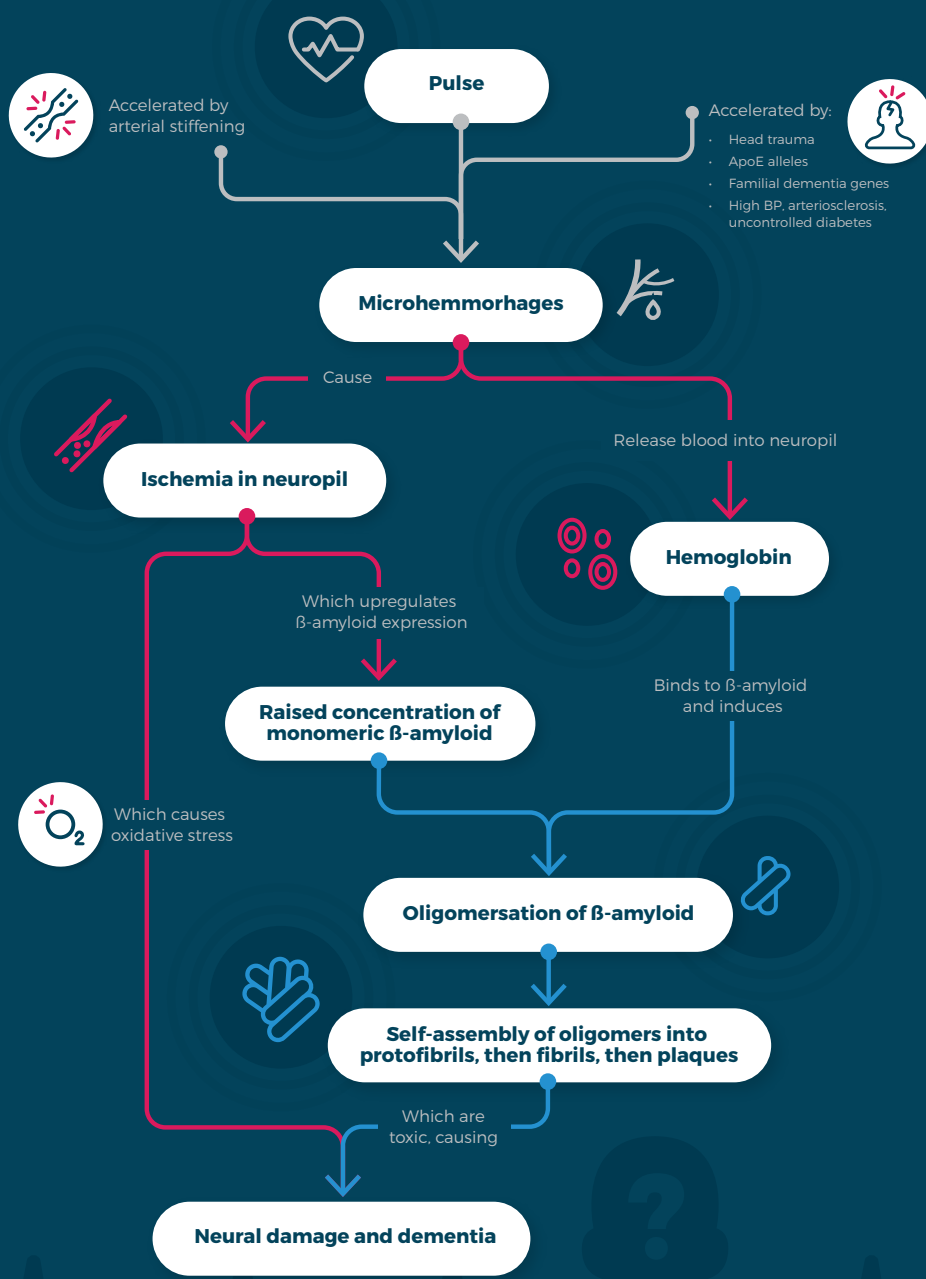 Pulse
Accelerated by
arterial stiffening
Accelerated by:
· Head trauma
· ApoE alleles
· Familial dementia genes
· High BP, arteriosclerosis,
uncontrolled diabetes
Microhemmorhages
Cause
Release blood into neuropil
Ischemia in neuropil
Hemoglobin
Which upregulates
ß-amyloid expression
Binds to ß-amyloid
and induces
Raised concentration of
monomeric ß-amyloid
O2
Which causes
oxidative stress
Oligomersation of ß-amyloid
Self-assembly of oligomers into
protofibrils, then fibrils, then plaques
Which are
toxic, causing
?
Neural damage and dementia